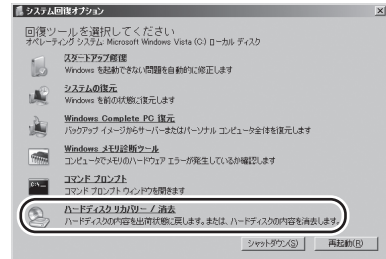 システム回復オプション
回復ツールを選択してください
オペレーティング システム: Microsoft Windows Vista (C:) ローカル ディスク
スタートアップ修復
Windows を起動できない問題を自動的に修正します
システムの復元
Windows を前の状態に復元します
Windows Complete PC 復元
バックアップ イメージからサーバーまたはパーソナル コンピュータ全体を復元します
Windows メモリ診断ツール
コンピュータでメモリのハードウェア エラーが発生しているか確認します
コマンド プロンプト
コマンド プロンプト ウィンドウを開きます
ハードディスク リカバリー / 消去
ハードディスクの内容を出荷状態に戻します。または、ハードディスクの内容を消去します。
シャットダウン(S) 再起動(R)